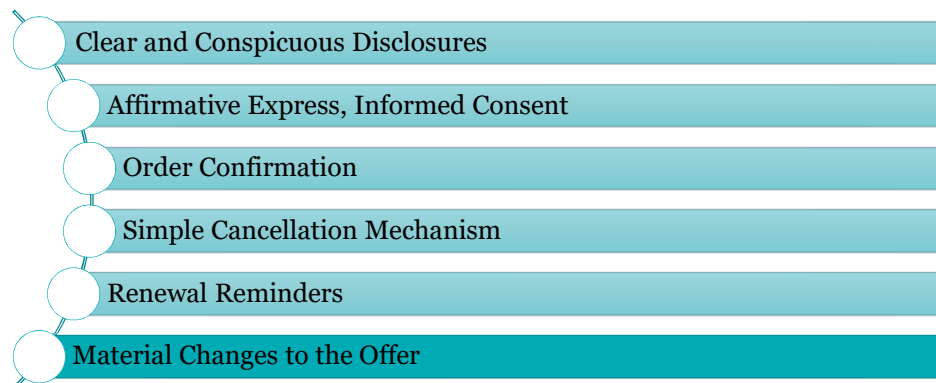 Clear and Conspicuous Disclosures
Affirmative Express, Informed Consent
Order Confirmation
Simple Cancellation Mechanism
Renewal Reminders
Material Changes to the Offer